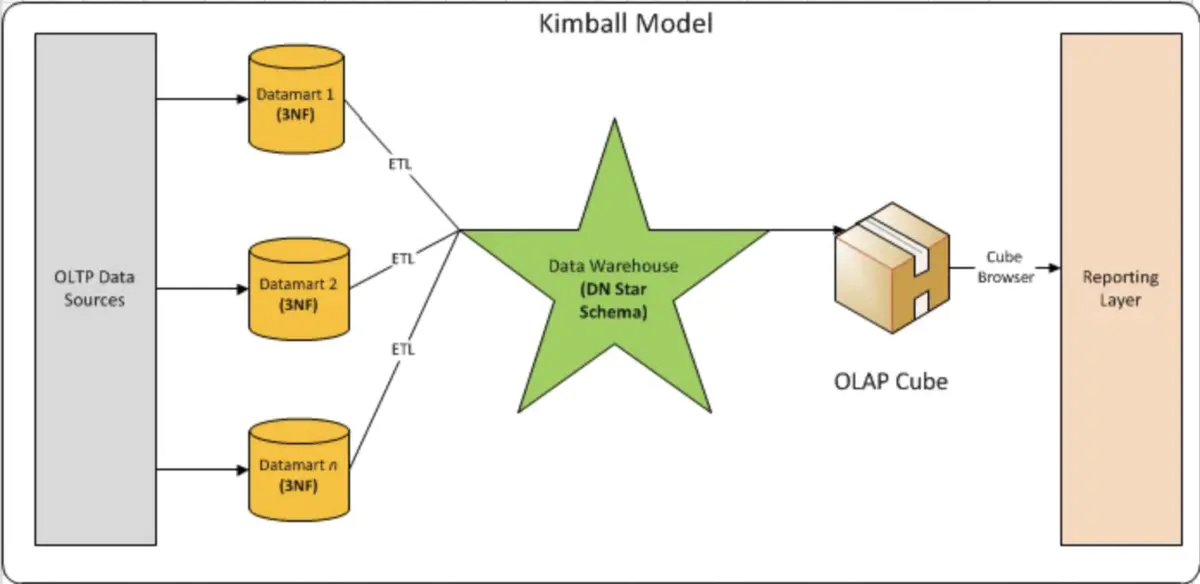 Kimball Model
OLTP Data
Sources
Datamart 1
(3NF)
Datamart 2
(3NF)
Datamart n
(3NF)
ETL
ETL
ETL
Data Warehouse
(DN Star
Schema)
OLAP Cube
Cube
Browser
Reporting
Layer